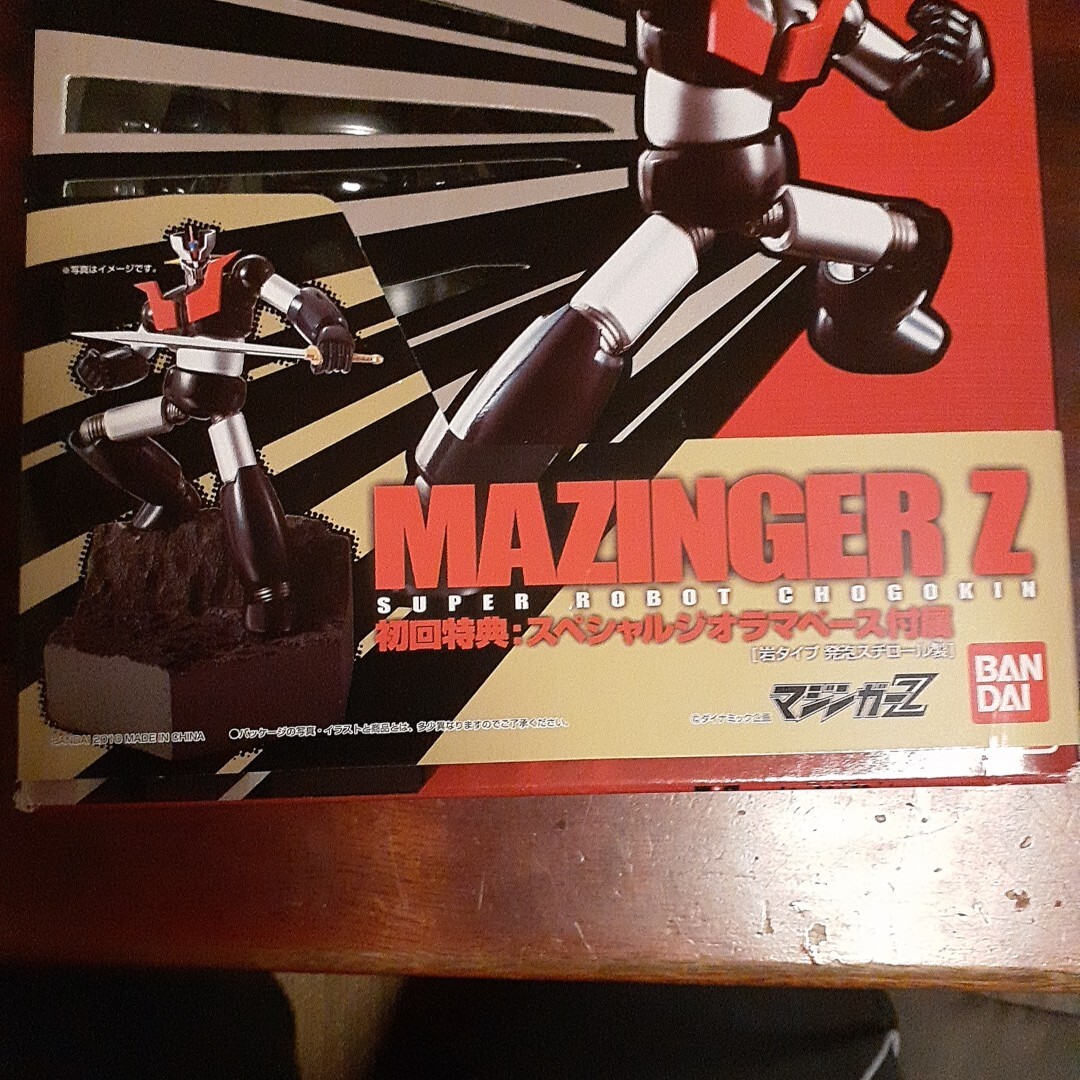 ※写真はイメージです。
MAZINGER Z
SUPER ROBOT CHOGOKIN
初回特典:スペシャルジオラマベース付属
[岩タイプ 発泡スチロール製]
マジンガーZ
©ダイナミック企画
BAN
DAI
●パッケージの写真・イラストと商品とは、多少異なりますのでご了承ください。
BANDAI 2010 MADE IN CHINA